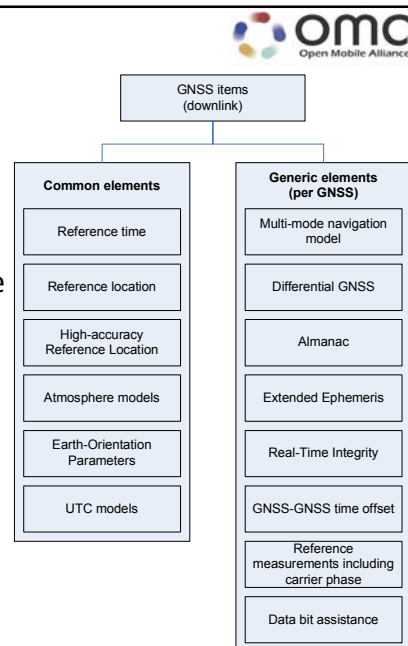 omc
Open Mobile Alliance
GNSS items
(downlink)
Common elements
Reference time
Reference location
High-accuracy
Reference Location
Atmosphere models
Earth-Orientation
Parameters
UTC models
Generic elements
(per GNSS)
Multi-mode navigation
model
Differential GNSS
Almanac
Extended Ephemeris
Real-Time Integrity
GNSS-GNSS time offset
Reference
measurements including
carrier phase
Data bit assistance
e